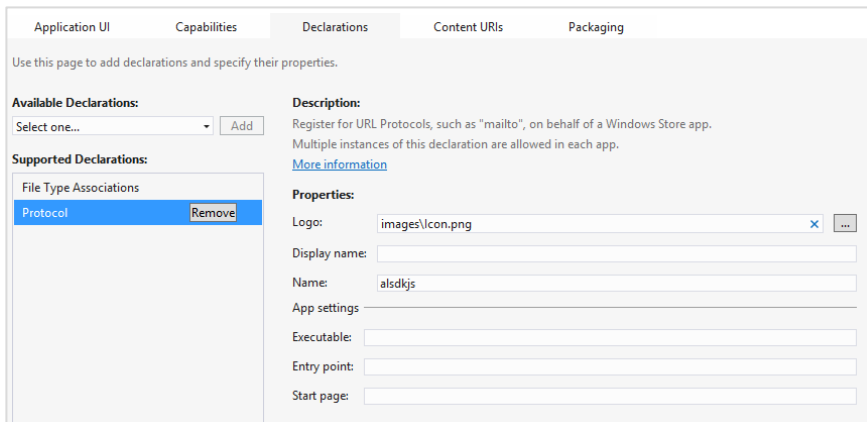 Application UI Capabilities Declarations Content URIs Packaging
Use this page to add declarations and specify their properties.
Available Declarations:
Select one...
Add
Supported Declarations:
File Type Associations
Protocol Remove
Description:
Register for URL Protocols, such as "mailto", on behalf of a Windows Store app.
Multiple instances of this declaration are allowed in each app.
More information
Properties:
Logo: images\Icon.png × ...
Display name:
Name: alsdkjs
App settings
Executable:
Entry point:
Start page: